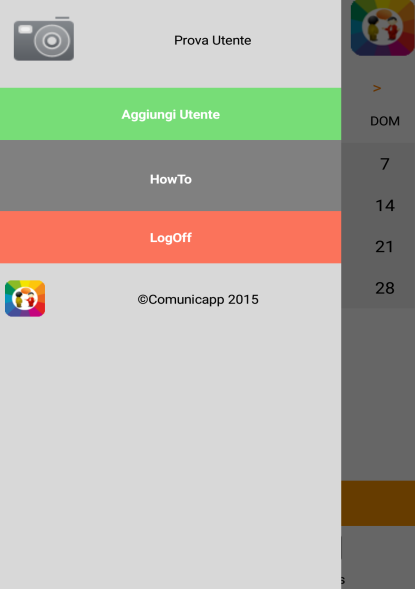 Prova Utente
>
Aggiungi Utente
DOM
7
HowTo
14
LogOff
21
28
©Comunicapp 2015
s